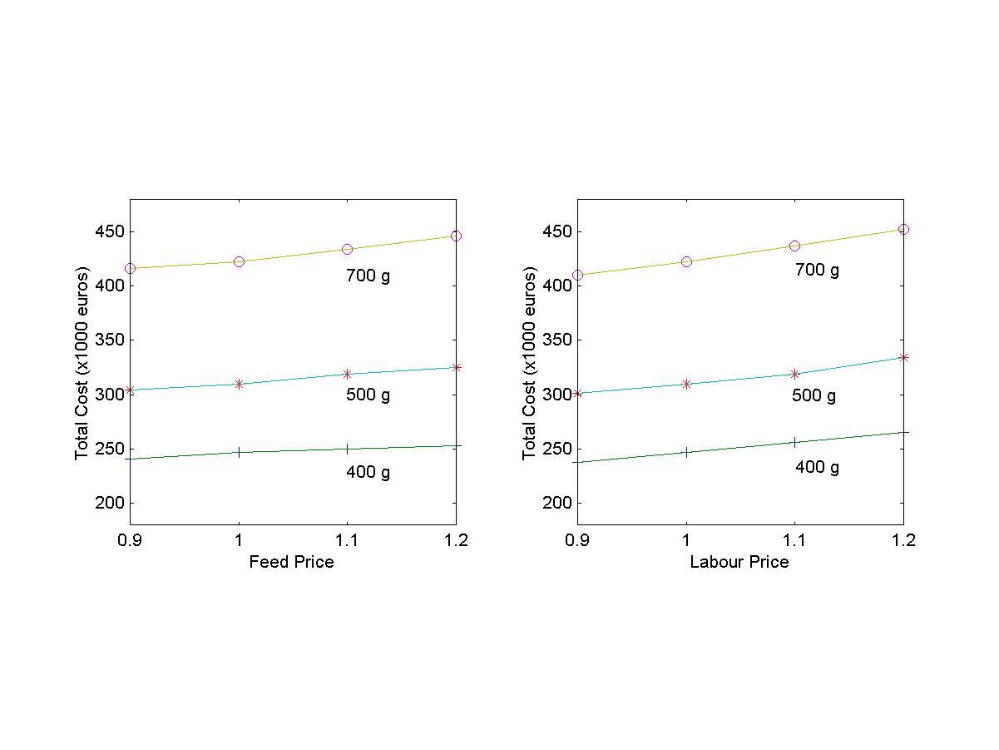 Total Cost (x1000 euros)
450
400
350
300
250
200
700 g
500 g
400 g
0.9 1 1.1 1.2
Feed Price
Total Cost (x1000 euros)
450
400
350
300
250
200
700 g
500 g
400 g
0.9 1 1.1 1.2
Labour Price